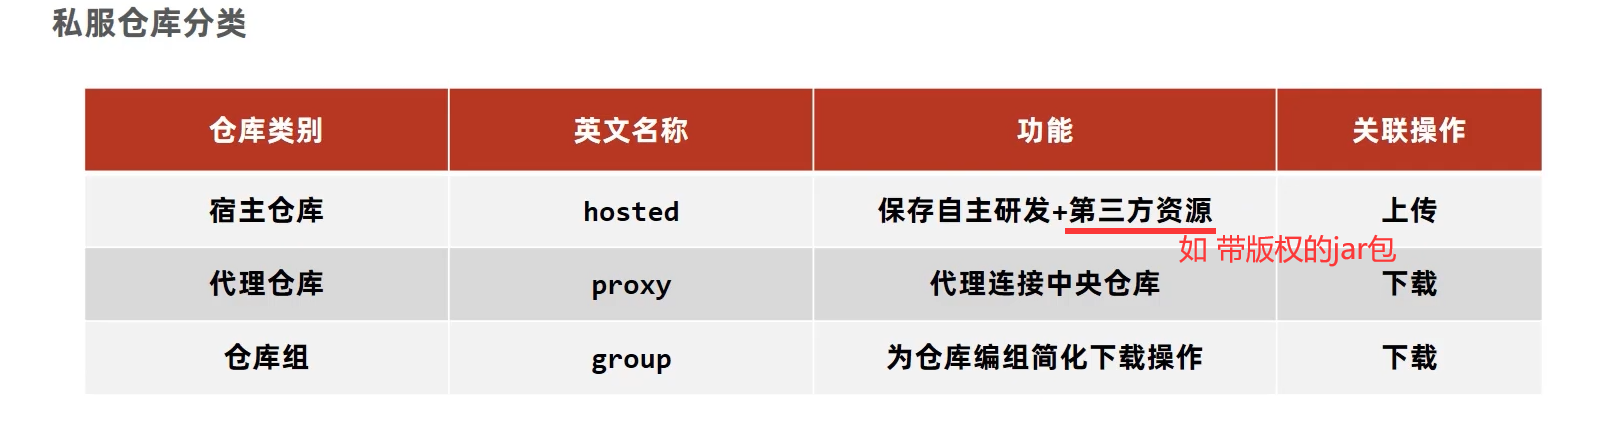 私服仓库分类
仓库类别 英文名称 功能 关联操作
宿主仓库 hosted 保存自主研发+第三方资源 上传
如 带版权的jar包
代理仓库 proxy 代理连接中央仓库 下载
仓库组 group 为仓库编组简化下载操作 下载